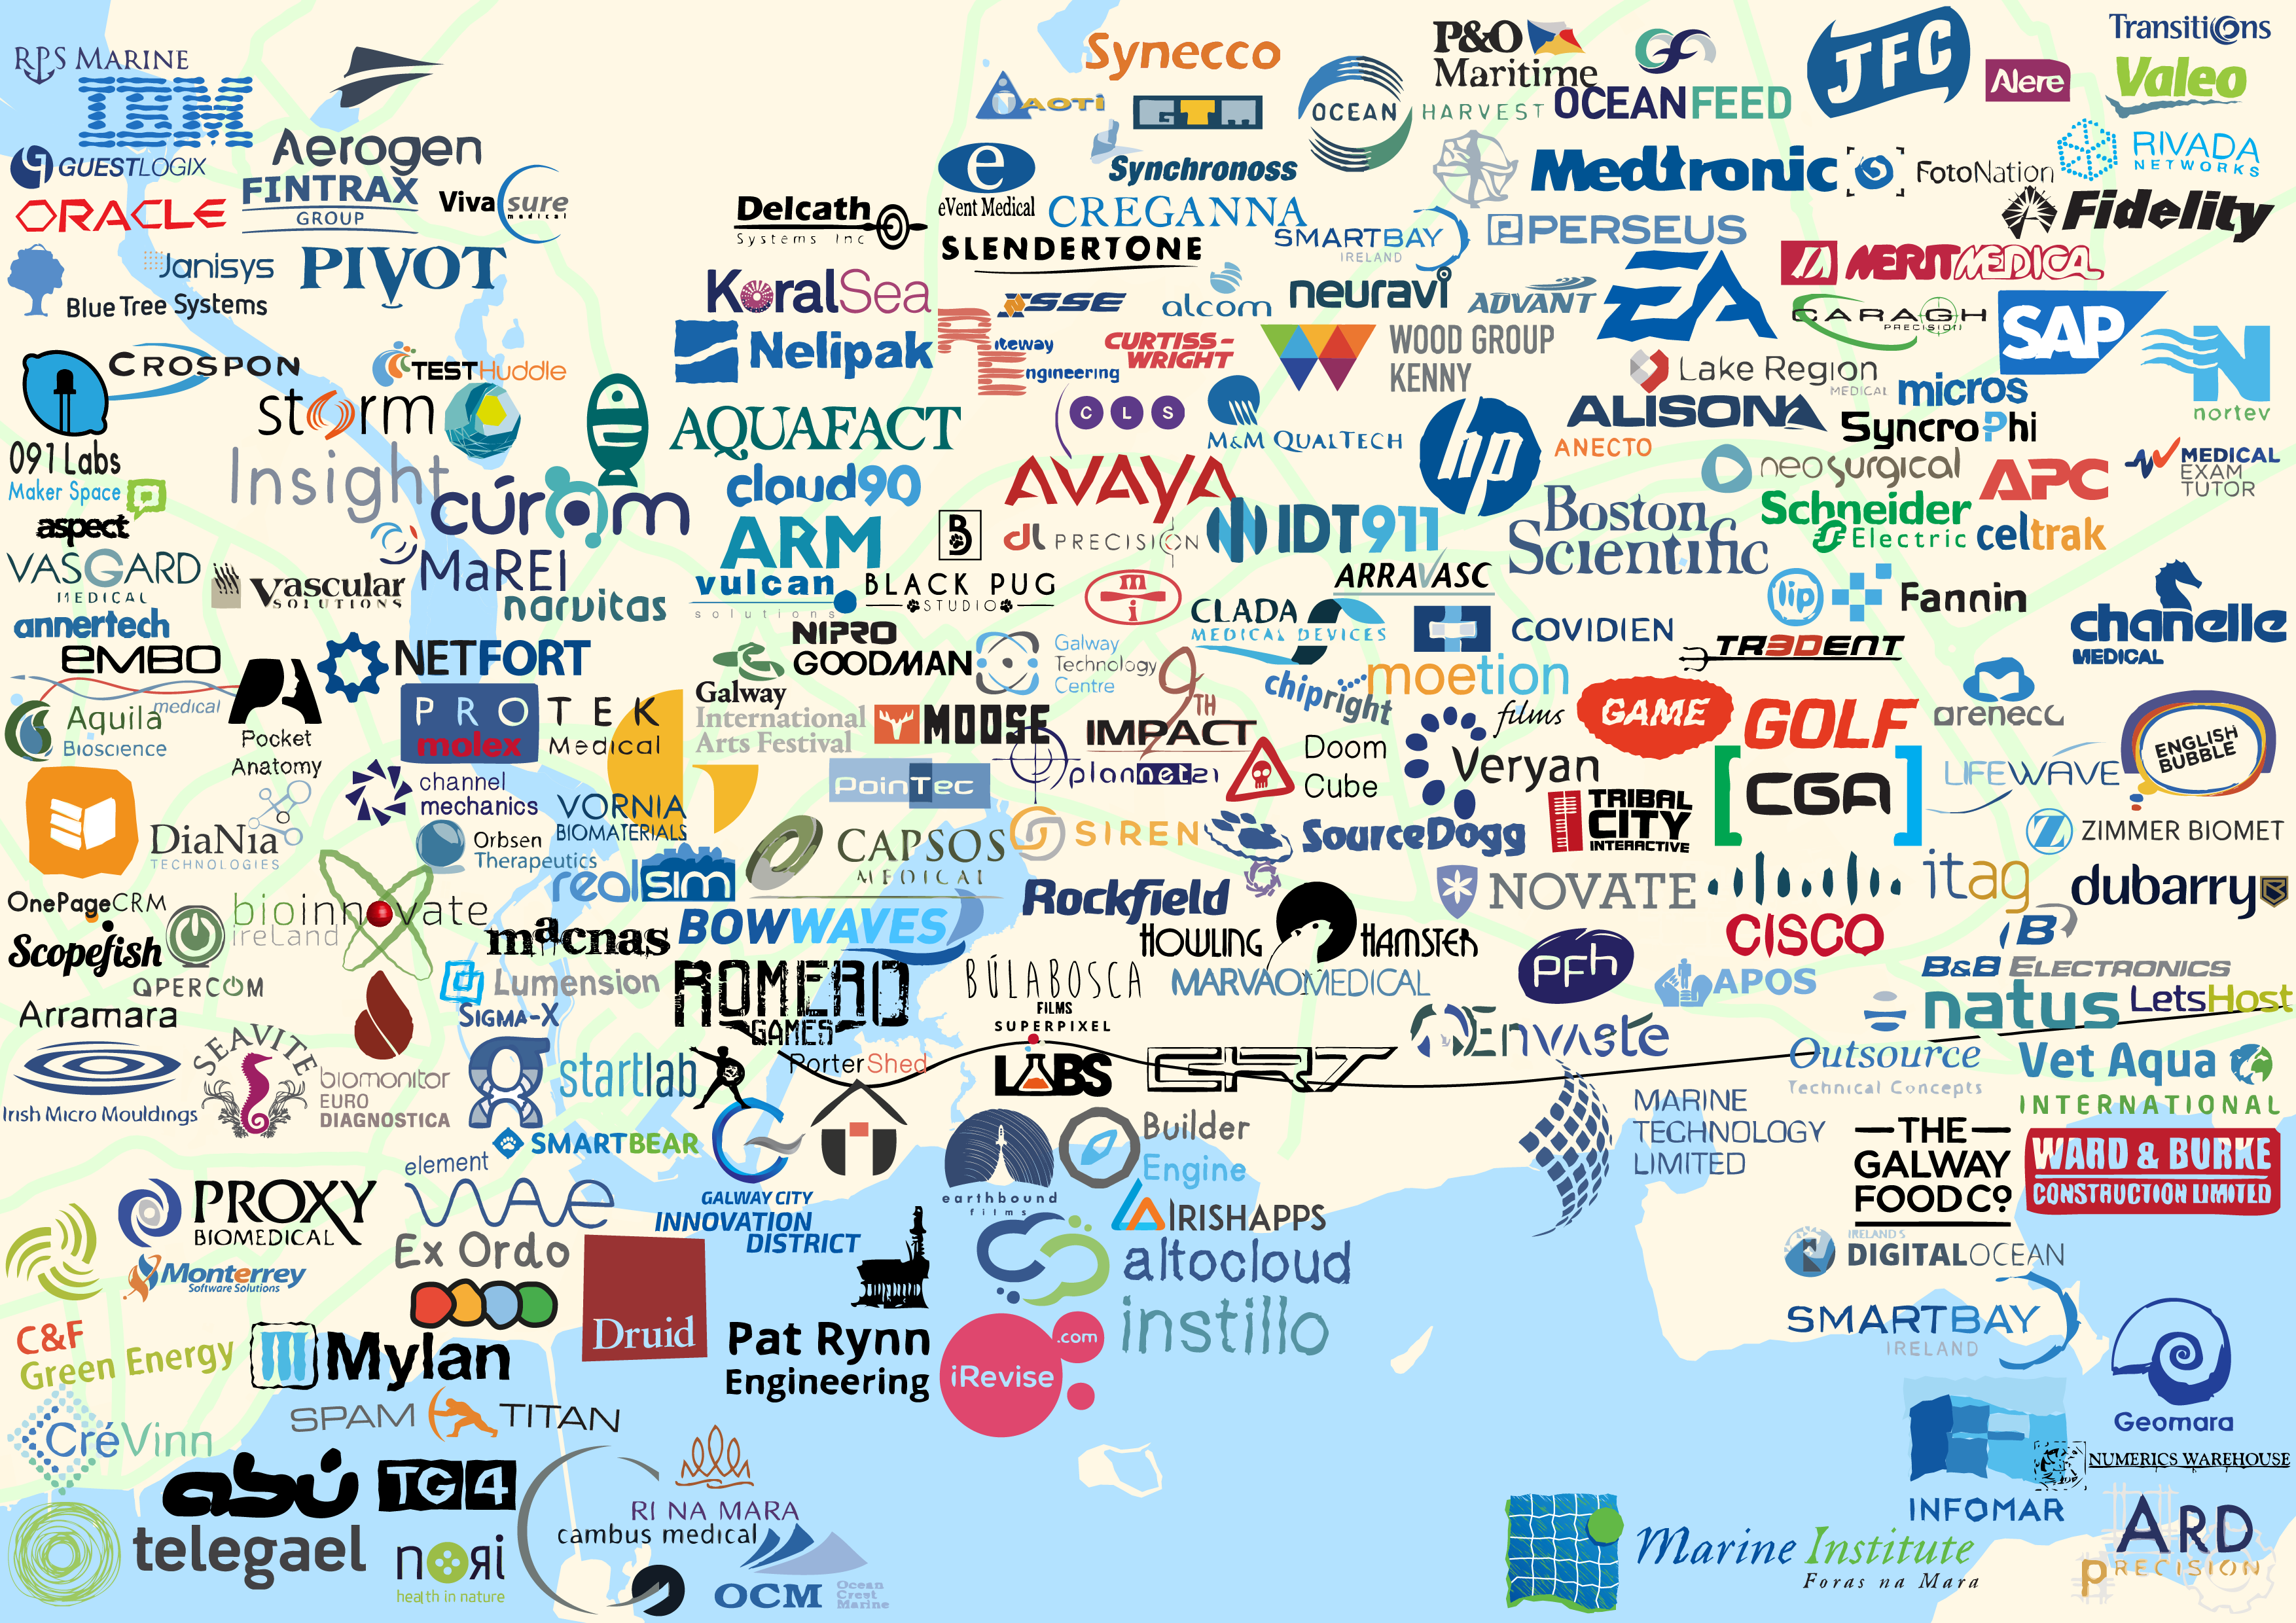 RPS MARINE
IBM
GUESTLOGIX
ORACLE
Aerogen
FINTRAX
GROUP
Vivasure
medical
Janisys
Blue Tree Systems
PIVOT
CROSPON
TESTHuddle
storm
091 Labs
Maker Space
Insight
aspect
cúram
VASGARD
MEDICAL
Vascular
SOLUTIONS
MaREI
narvitas
annertech
EMBO
medical
NETFORT
Aquila
Bioscience
Pocket
Anatomy
PROTEK
molex
Medical
channel
mechanics
VORNIA
BIOMATERIALS
DiaNia
TECHNOLOGIES
Orbsen
Therapeutics
realsim
OnePageCRM
bioinnovate
ireland
Scopefish
QPERCOM
macnas
Lumension
SIGMA-X
Arramara
SEAVITE
Irish Micro Mouldings
biomonitor
EURO
DIAGNOSTICA
startlab
SMARTBEAR
element
WAVE
PROXY
BIOMEDICAL
Monterrey
Software Solutions
Ex Ordo
C&F
Green Energy
Mylan
Druid
SPAM TITAN
CréVinn
abú
TG4
telegael
nori
health in nature
RI NA MARA
cambus medical
OCM
Ocean
Crest
Marine
Synecco
AOTI
GTM
OCEAN
HARVEST
P&O
Maritime
OCEANFEED
JFC
Alere
Transitions
Valeo
Synchronoss
e
eVent Medical
Medtronic
FotoNation
RIVADA
NETWORKS
Delcath
Systems Inc
CREGANNA
SLENDERTONE
SMARTBAY
IRELAND
PERSEUS
Fidelity
MERITMEDICAL
KoralSea
SSE
alcom
neuravi
ADVANT
EA
CARAGH
PRECISION
SAP
Nelipak
Riteway
Engineering
CURTISS-
WRIGHT
WOOD GROUP
KENNY
Lake Region
MEDICAL
micros
nortev
AQUAFACT
CLS
M&M QUALTECH
hp
ALISON
ANECTO
SyncroPhi
cloud90
AVAYA
neosurgical
APC
MEDICAL
EXAM
TUTOR
ARM
B
dl PRECISION
IDT911
Boston
Scientific
Schneider
Electric
celtrak
vulcan
solutions
BLACK PUG
STUDIO
mi
ARRAVASC
CLADA
MEDICAL DEVICES
COVIDIEN
lip
Fannin
chanelle
MEDICAL
NIPRO
GOODMAN
Galway
Technology
Centre
TR3DENT
Galway
International
Arts Festival
MOOSE
9TH
IMPACT
chipright
moetion
films
GAME
GOLF
arenecc
ENGLISH
BUBBLE
PoinTec
plannet21
Doom
Cube
Veryan
CGA
LIFEWAVE
CAPSOS
MEDICAL
SIREN
SourceDogg
TRIBAL
CITY
INTERACTIVE
ZIMMER BIOMET
Rockfield
NOVATE
CISCO
itag
dubarry
BOWWAVES
HOWLING HAMSTER
pfh
B&B ELECTRONICS
ROMERO
GAMES
BÚLABOSCA
FILMS
MARVAOMEDICAL
APOS
natus
LetsHost
SUPERPIXEL
LABS
PorterShed
CRT
Envaste
Outsource
Technical Concepts
Vet Aqua
INTERNATIONAL
GALWAY CITY
INNOVATION
DISTRICT
earthbound
films
Builder
Engine
MARINE
TECHNOLOGY
LIMITED
THE
GALWAY
FOOD CO
WARD & BURKE
CONSTRUCTION LIMITED
IRISHAPPS
altocloud
IRELAND'S
DIGITALOCEAN
Pat Rynn
Engineering
iRevise
.com
instillo
SMARTBAY
IRELAND
Geomara
INFOMAR
NUMERICS WAREHOUSE
Marine Institute
Foras na Mara
ARD
PRECISION